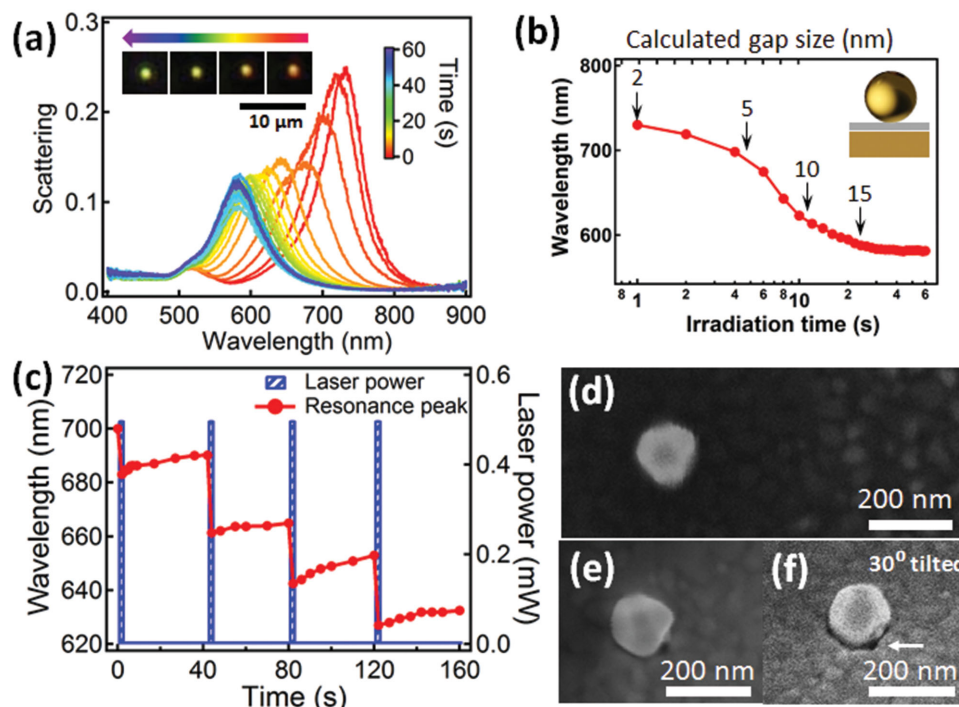 (a)
0.3
0.2
0.1
0.0
Scattering
400 500 600 700 800 900
Wavelength (nm)
10 µm
60
40
20
0
Time (s)
(b)
Calculated gap size (nm)
800
700
600
Wavelength (nm)
2
5
10
15
8 1 2 4 6 8 10 2 4 6
Irradiation time (s)
(c)
720
700
680
660
640
620
Wavelength (nm)
Laser power
Resonance peak
0.6
0.4
0.2
0.0
Laser power (mW)
0 40 80 120 160
Time (s)
(d)
200 nm
(e)
200 nm
(f)
30⁰ tilted
200 nm